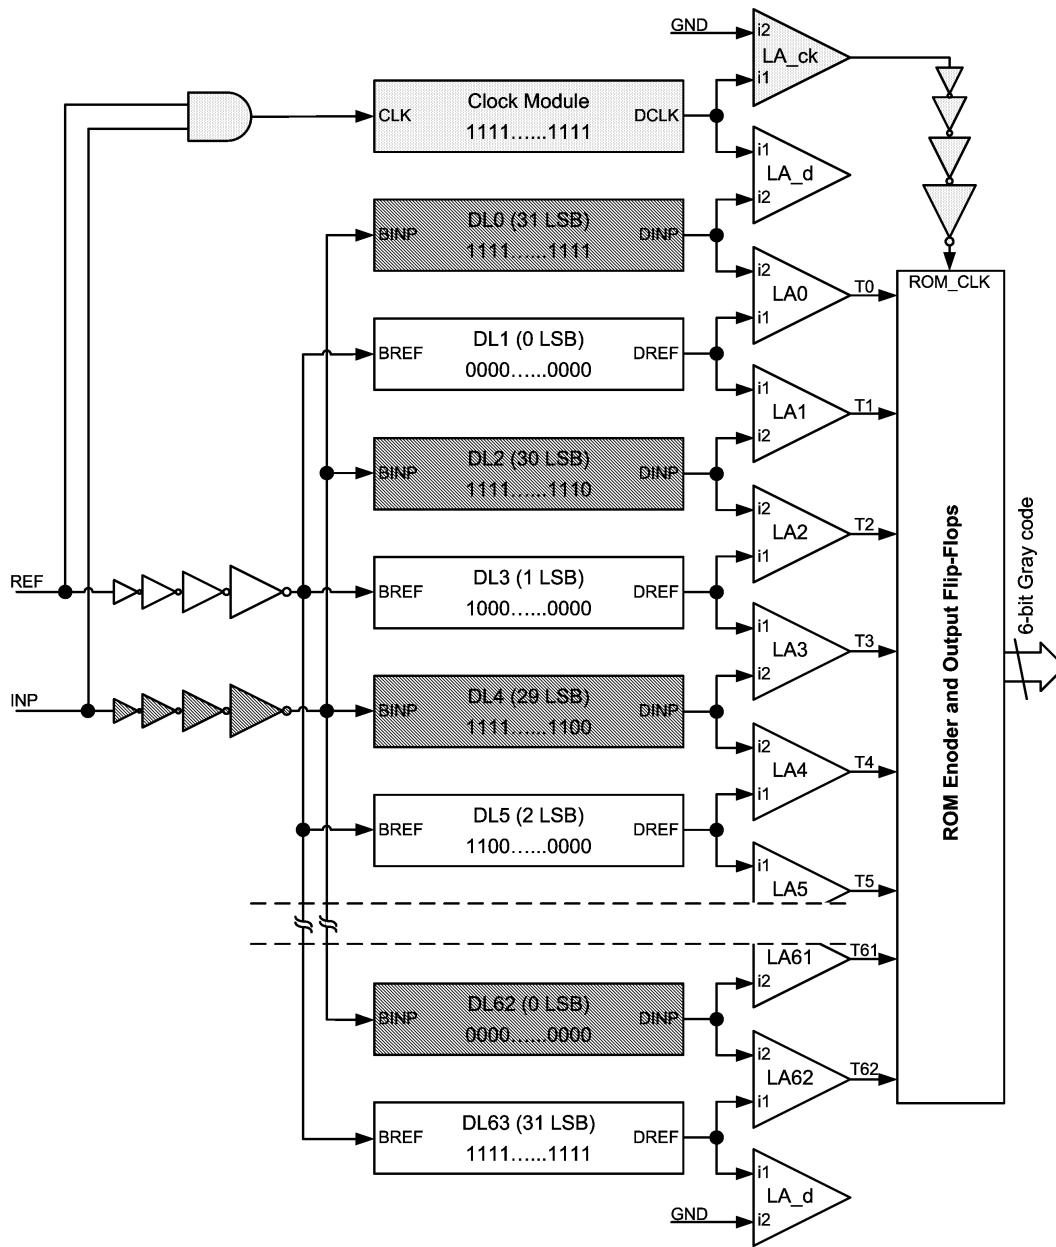 GND
i2
LA_ck
i1
Clock Module
CLK
DCLK
1111......1111
i1
LA_d
i2
DL0 (31 LSB)
BINP
DINP
1111......1111
i2
LA0
i1
T0
ROM_CLK
DL1 (0 LSB)
BREF
DREF
0000......0000
i1
LA1
i2
T1
DL2 (30 LSB)
BINP
DINP
1111......1110
i2
LA2
i1
T2
REF
DL3 (1 LSB)
BREF
DREF
1000......0000
i1
LA3
i2
T3
INP
DL4 (29 LSB)
BINP
DINP
1111......1100
i2
LA4
i1
T4
DL5 (2 LSB)
BREF
DREF
1100......0000
i1
LA5
T5
ROM Enoder and Output Flip-Flops
6-bit Gray code
LA61
i2
T61
DL62 (0 LSB)
BINP
DINP
0000......0000
i2
LA62
i1
T62
DL63 (31 LSB)
BREF
DREF
1111......1111
i1
LA_d
i2
GND